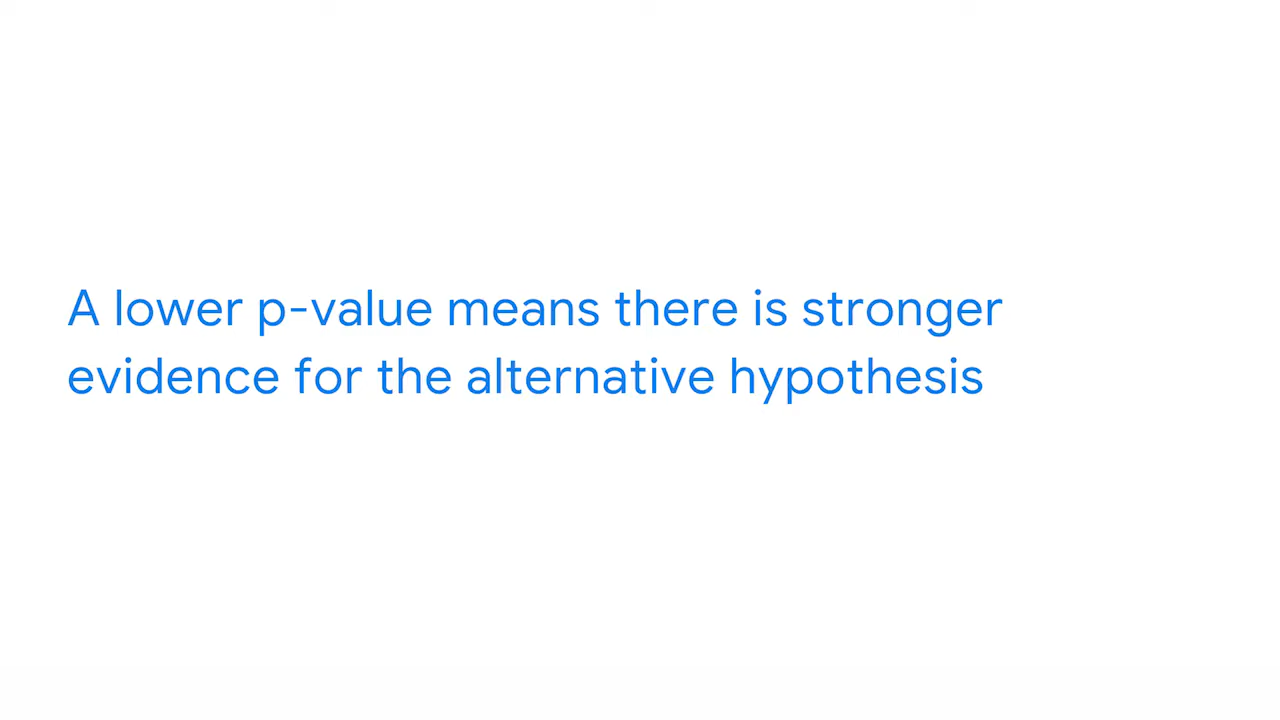 A lower p-value means there is stronger
evidence for the alternative hypothesis